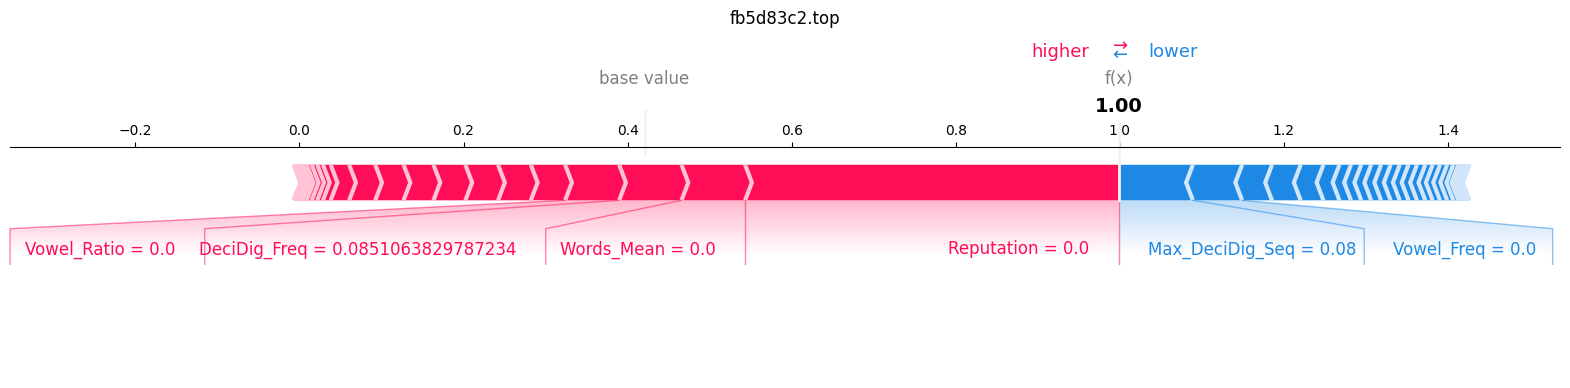 fb5d83c2.top
higher ⇄ lower
base value f(x)
1.00
−0.2 0.0 0.2 0.4 0.6 0.8 1.0 1.2 1.4
Vowel_Ratio = 0.0 DeciDig_Freq = 0.0851063829787234 Words_Mean = 0.0 Reputation = 0.0 Max_DeciDig_Seq = 0.08 Vowel_Freq = 0.0